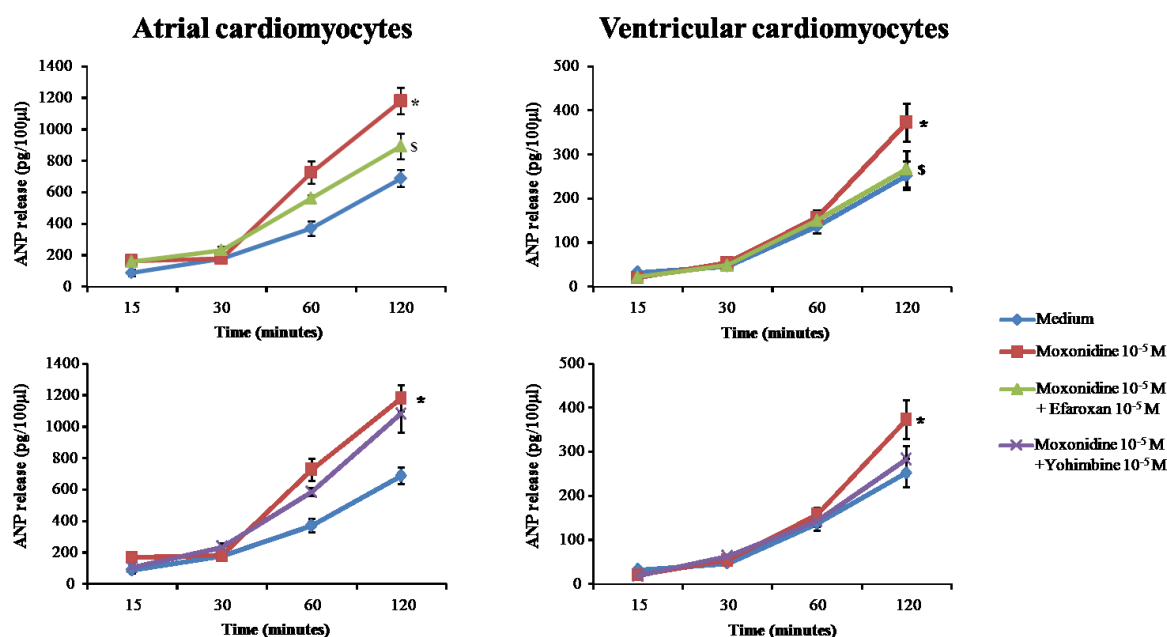 Atrial cardiomyocytes
Ventricular cardiomyocytes
ANP release (pg/100µl)
1400
1200
1000
800
600
400
200
0
*
$
15 30 60 120
Time (minutes)
ANP release (pg/100µl)
500
400
300
200
100
0
*
$
15 30 60 120
Time (minutes)
ANP release (pg/100µl)
1400
1200
1000
800
600
400
200
0
*
15 30 60 120
Time (minutes)
ANP release (pg/100µl)
500
400
300
200
100
0
*
15 30 60 120
Time (minutes)
Medium
Moxonidine 10⁻⁵ M
Moxonidine 10⁻⁵ M
+ Efaroxan 10⁻⁵ M
Moxonidine 10⁻⁵ M
+Yohimbine 10⁻⁵ M